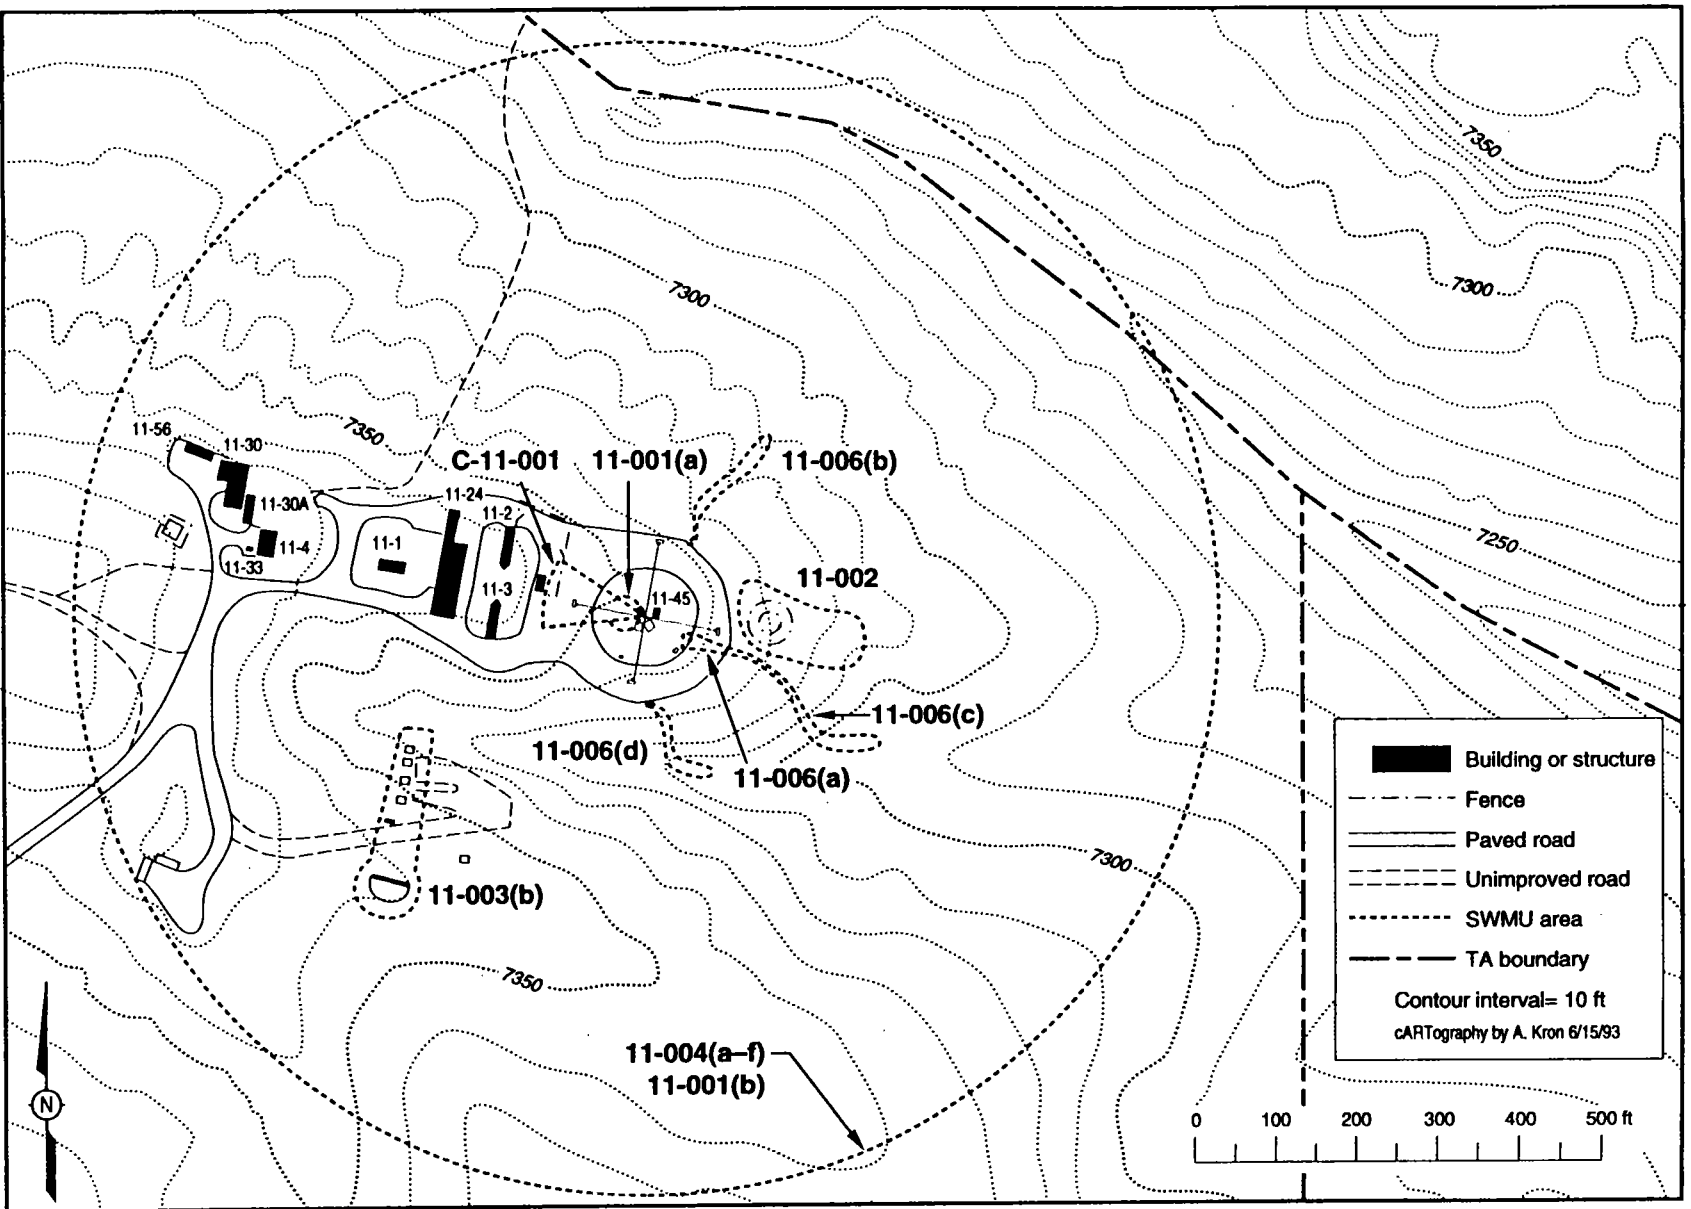 7350
7300
7300
11-56
11-30
7350
C-11-001
11-001(a)
11-006(b)
11-30A
11-24
11-2
11-4
11-1
11-33
7250
11-002
11-3
11-45
11-006(c)
11-006(d)
11-006(a)
Building or structure
Fence
Paved road
Unimproved road
SWMU area
TA boundary
Contour interval= 10 ft
cARTography by A. Kron 6/15/93
7300
11-003(b)
7350
11-004(a–f)
11-001(b)
N
0 100 200 300 400 500 ft